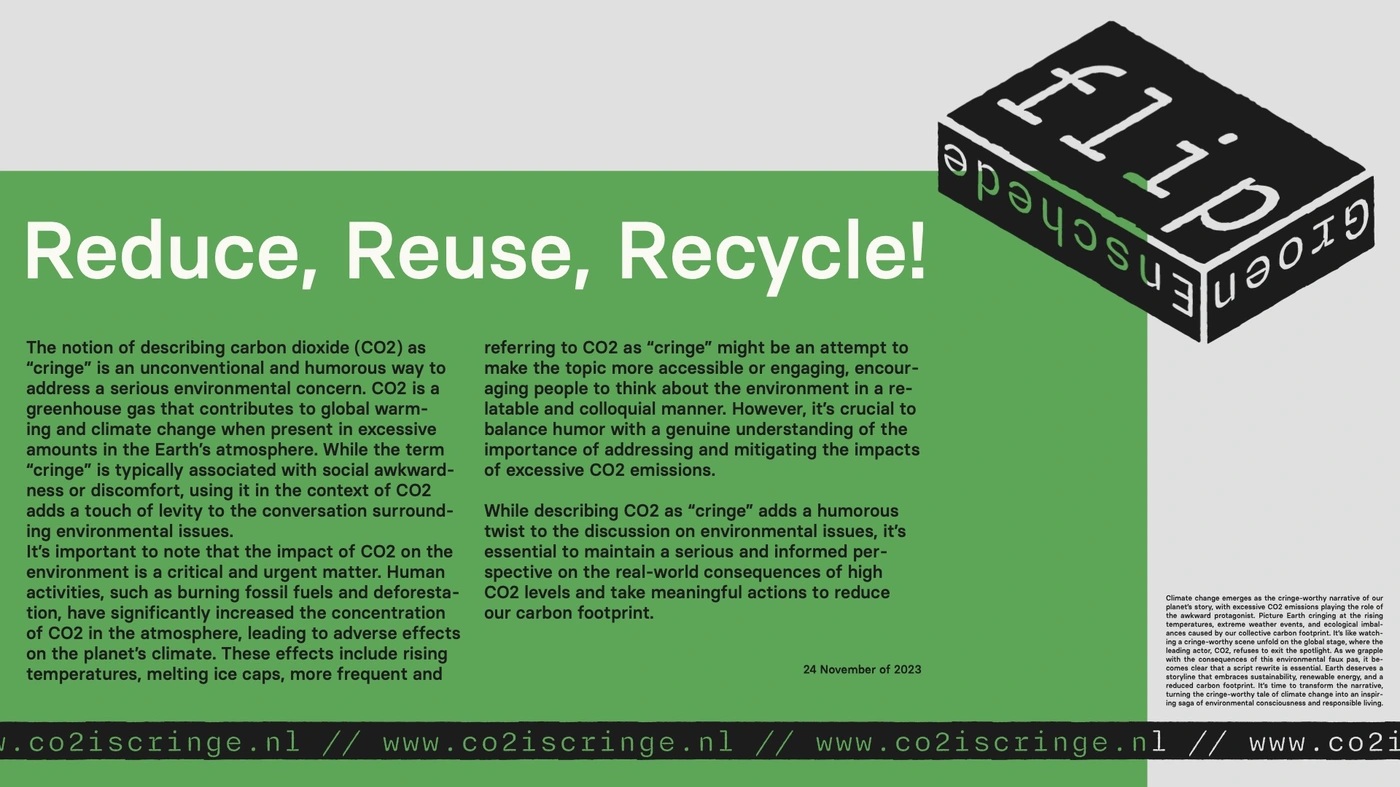 flip
Enschede
Groen
Reduce, Reuse, Recycle!
The notion of describing carbon dioxide (CO2) as
“cringe” is an unconventional and humorous way to
address a serious environmental concern. CO2 is a
greenhouse gas that contributes to global warm-
ing and climate change when present in excessive
amounts in the Earth’s atmosphere. While the term
“cringe” is typically associated with social awkward-
ness or discomfort, using it in the context of CO2
adds a touch of levity to the conversation surround-
ing environmental issues.
It’s important to note that the impact of CO2 on the
environment is a critical and urgent matter. Human
activities, such as burning fossil fuels and deforesta-
tion, have significantly increased the concentration
of CO2 in the atmosphere, leading to adverse effects
on the planet’s climate. These effects include rising
temperatures, melting ice caps, more frequent and
referring to CO2 as “cringe” might be an attempt to
make the topic more accessible or engaging, encour-
aging people to think about the environment in a re-
latable and colloquial manner. However, it’s crucial to
balance humor with a genuine understanding of the
importance of addressing and mitigating the impacts
of excessive CO2 emissions.
While describing CO2 as “cringe” adds a humorous
twist to the discussion on environmental issues, it’s
essential to maintain a serious and informed per-
spective on the real-world consequences of high
CO2 levels and take meaningful actions to reduce
our carbon footprint.
24 November of 2023
Climate change emerges as the cringe-worthy narrative of our
planet’s story, with excessive CO2 emissions playing the role of
the awkward protagonist. Picture Earth cringing at the rising
temperatures, extreme weather events, and ecological imbal-
ances caused by our collective carbon footprint. It’s like watch-
ing a cringe-worthy scene unfold on the global stage, where the
leading actor, CO2, refuses to exit the spotlight. As we grapple
with the consequences of this environmental faux pas, it be-
comes clear that a script rewrite is essential. Earth deserves a
storyline that embraces sustainability, renewable energy, and a
reduced carbon footprint. It’s time to transform the narrative,
turning the cringe-worthy tale of climate change into an inspir-
ing saga of environmental consciousness and responsible living.
w.co2iscringe.nl // www.co2iscringe.nl // www.co2iscringe.nl // www.co2i